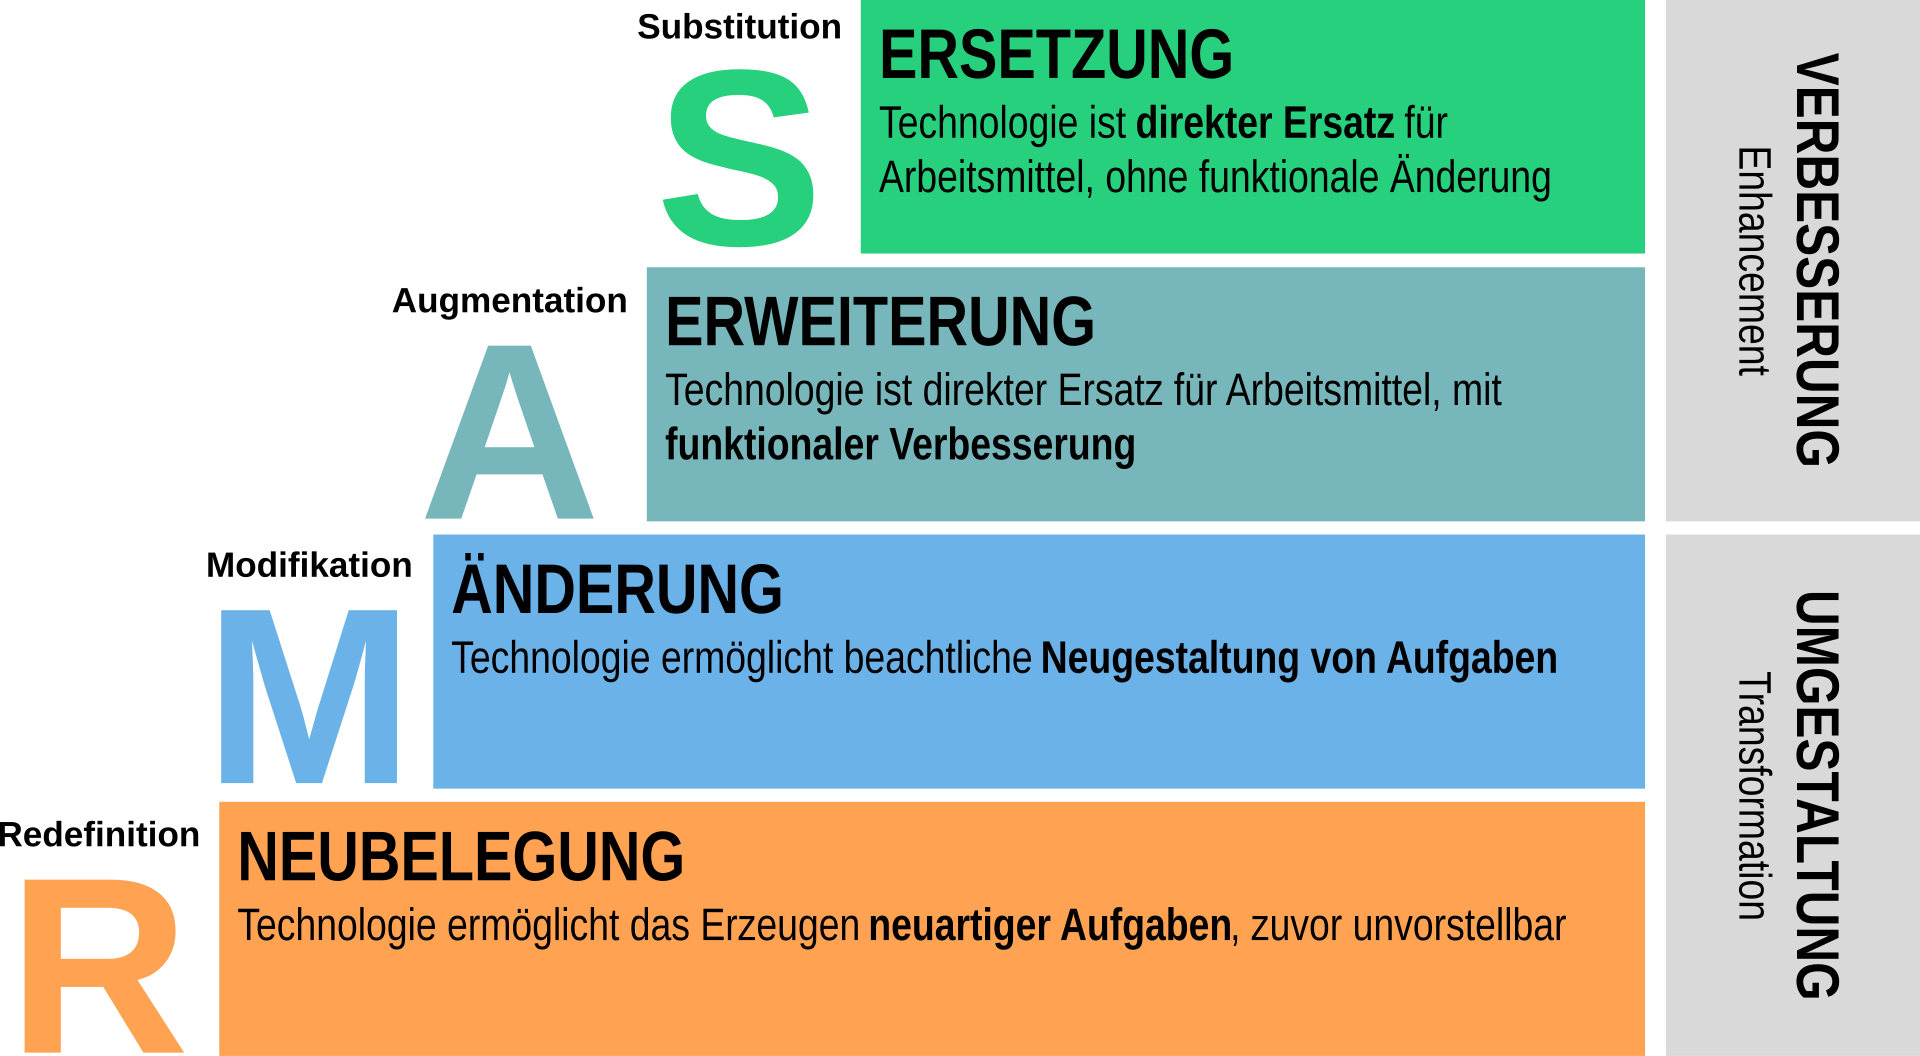 Substitution
S
ERSETZUNG
Technologie ist direkter Ersatz für
Arbeitsmittel, ohne funktionale Änderung
Augmentation
A
ERWEITERUNG
Technologie ist direkter Ersatz für Arbeitsmittel, mit
funktionaler Verbesserung
VERBESSERUNG
Enhancement
Modifikation
M
ÄNDERUNG
Technologie ermöglicht beachtliche Neugestaltung von Aufgaben
Redefinition
R
NEUBELEGUNG
Technologie ermöglicht das Erzeugen neuartiger Aufgaben, zuvor unvorstellbar
UMGESTALTUNG
Transformation